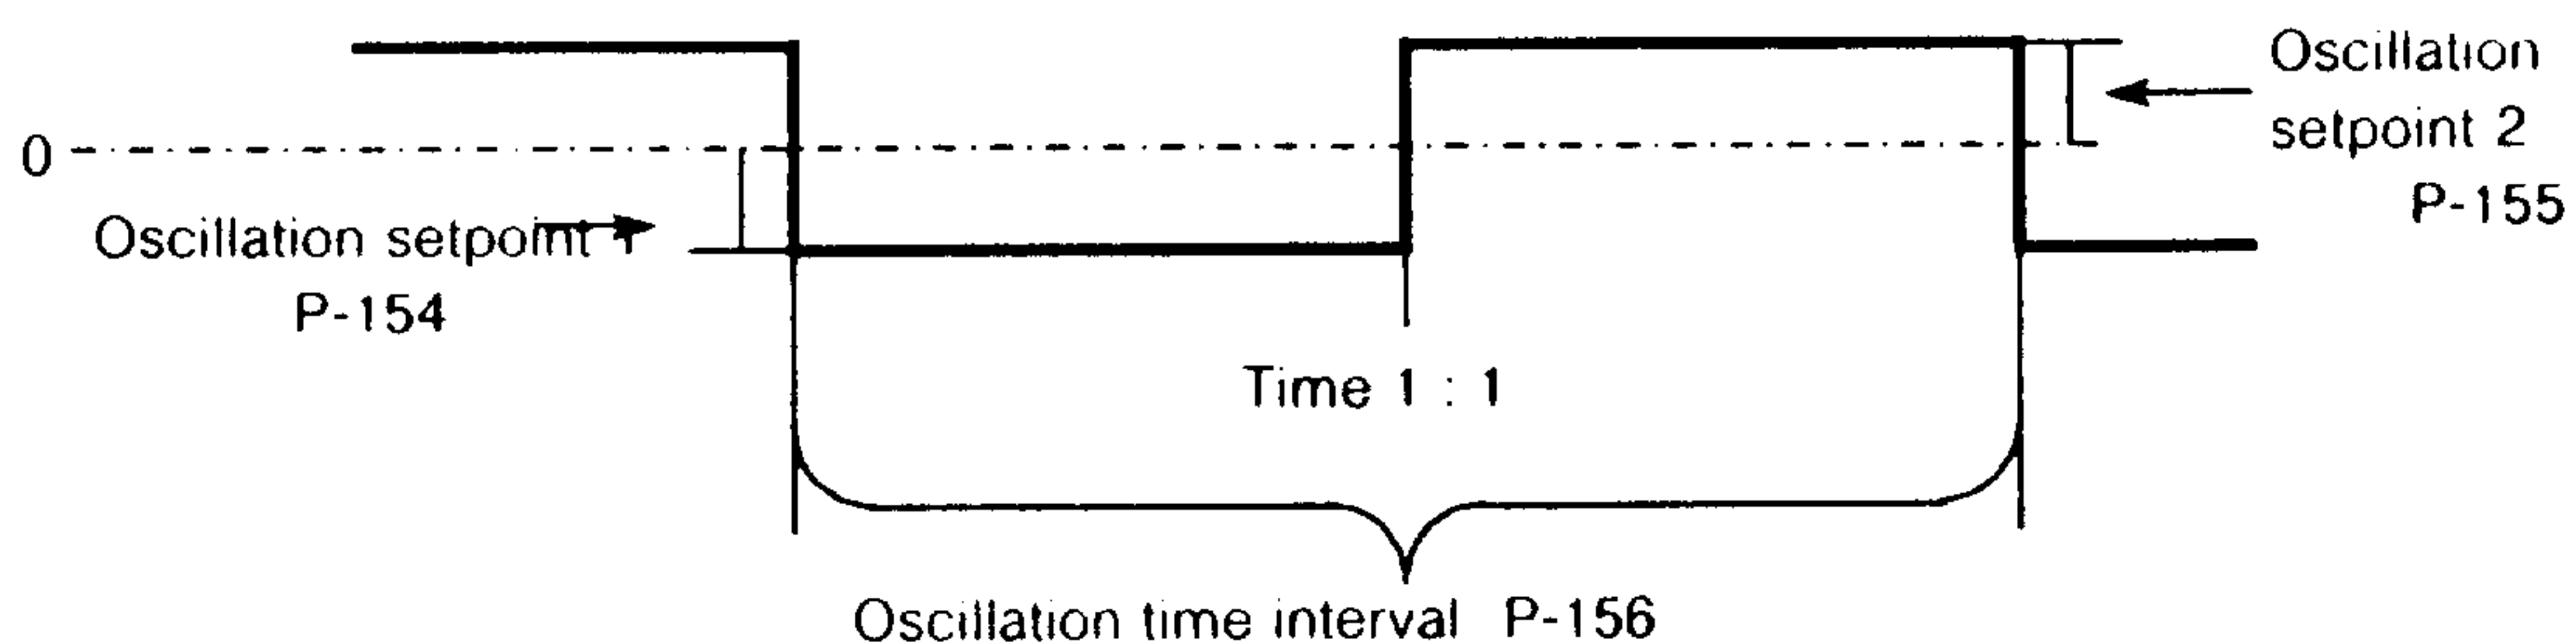 Oscillation
setpoint 2
P-155
0
Oscillation setpoint 1
P-154
Time 1 : 1
Oscillation time interval P-156